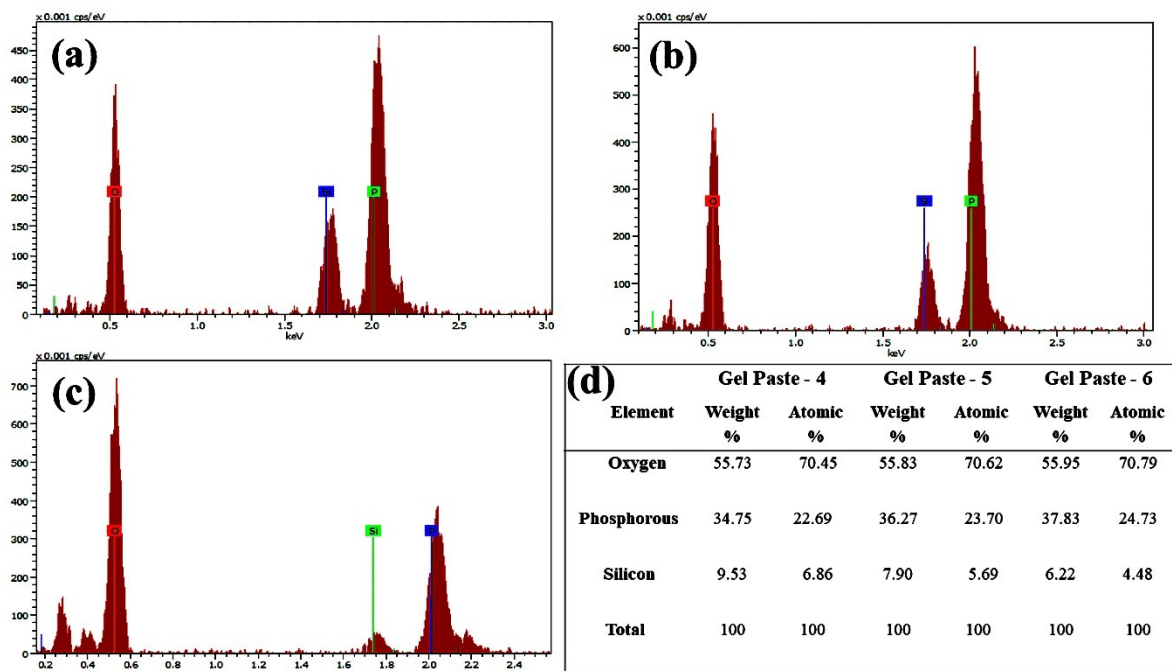 x 0.001 cps/eV
(a)
450
400
350
300
250
200
150
100
50
0
O
Si
P
0.5 1.0 1.5 2.0 2.5 3.0
keV
x 0.001 cps/eV
(b)
600
500
400
300
200
100
0
O
Si
P
0.5 1.0 1.5 2.0 2.5 3.0
keV
x 0.001 cps/eV
(c)
700
600
500
400
300
200
100
0
O
Si
0.2 0.4 0.6 0.8 1.0 1.2 1.4 1.6 1.8 2.0 2.2 2.4
(d)
Gel Paste - 4 Gel Paste - 5 Gel Paste - 6
Element Weight Atomic Weight Atomic Weight Atomic
% % % % % %
Oxygen 55.73 70.45 55.83 70.62 55.95 70.79
Phosphorous 34.75 22.69 36.27 23.70 37.83 24.73
Silicon 9.53 6.86 7.90 5.69 6.22 4.48
Total 100 100 100 100 100 100